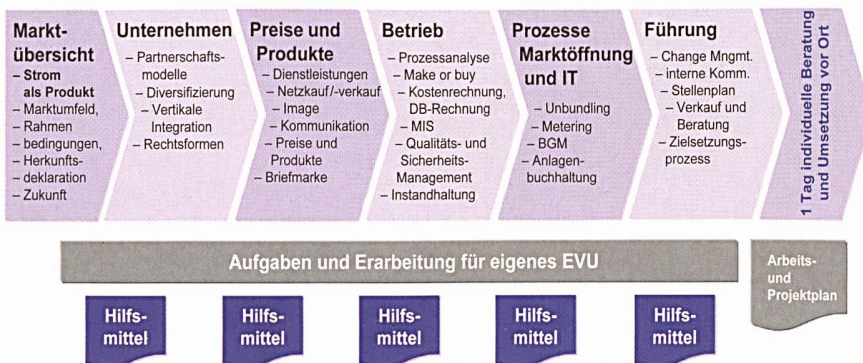 Markt-
übersicht
– Strom
als Produkt
– Marktumfeld,
– Rahmen
bedingungen,
– Herkunfts-
deklaration
– Zukunft
Unternehmen
– Partnerschafts-
modelle
– Diversifizierung
– Vertikale
Integration
– Rechtsformen
Preise und
Produkte
– Dienstleistungen
– Netzkauf/-verkauf
– Image
– Kommunikation
– Preise und
Produkte
– Briefmarke
Betrieb
– Prozessanalyse
– Make or buy
– Kostenrechnung,
DB-Rechnung
– MIS
– Qualitäts- und
Sicherheits-
Management
– Instandhaltung
Prozesse
Marktöffnung
und IT
– Unbundling
– Metering
– BGM
– Anlagen-
buchhaltung
Führung
– Change Mngmt.
– interne Komm.
– Stellenplan
– Verkauf und
Beratung
– Zielsetzungs-
prozess
1 Tag individuelle Beratung
und Umsetzung vor Ort
Aufgaben und Erarbeitung für eigenes EVU
Arbeits-
und
Projektplan
Hilfs-
mittel
Hilfs-
mittel
Hilfs-
mittel
Hilfs-
mittel
Hilfs-
mittel